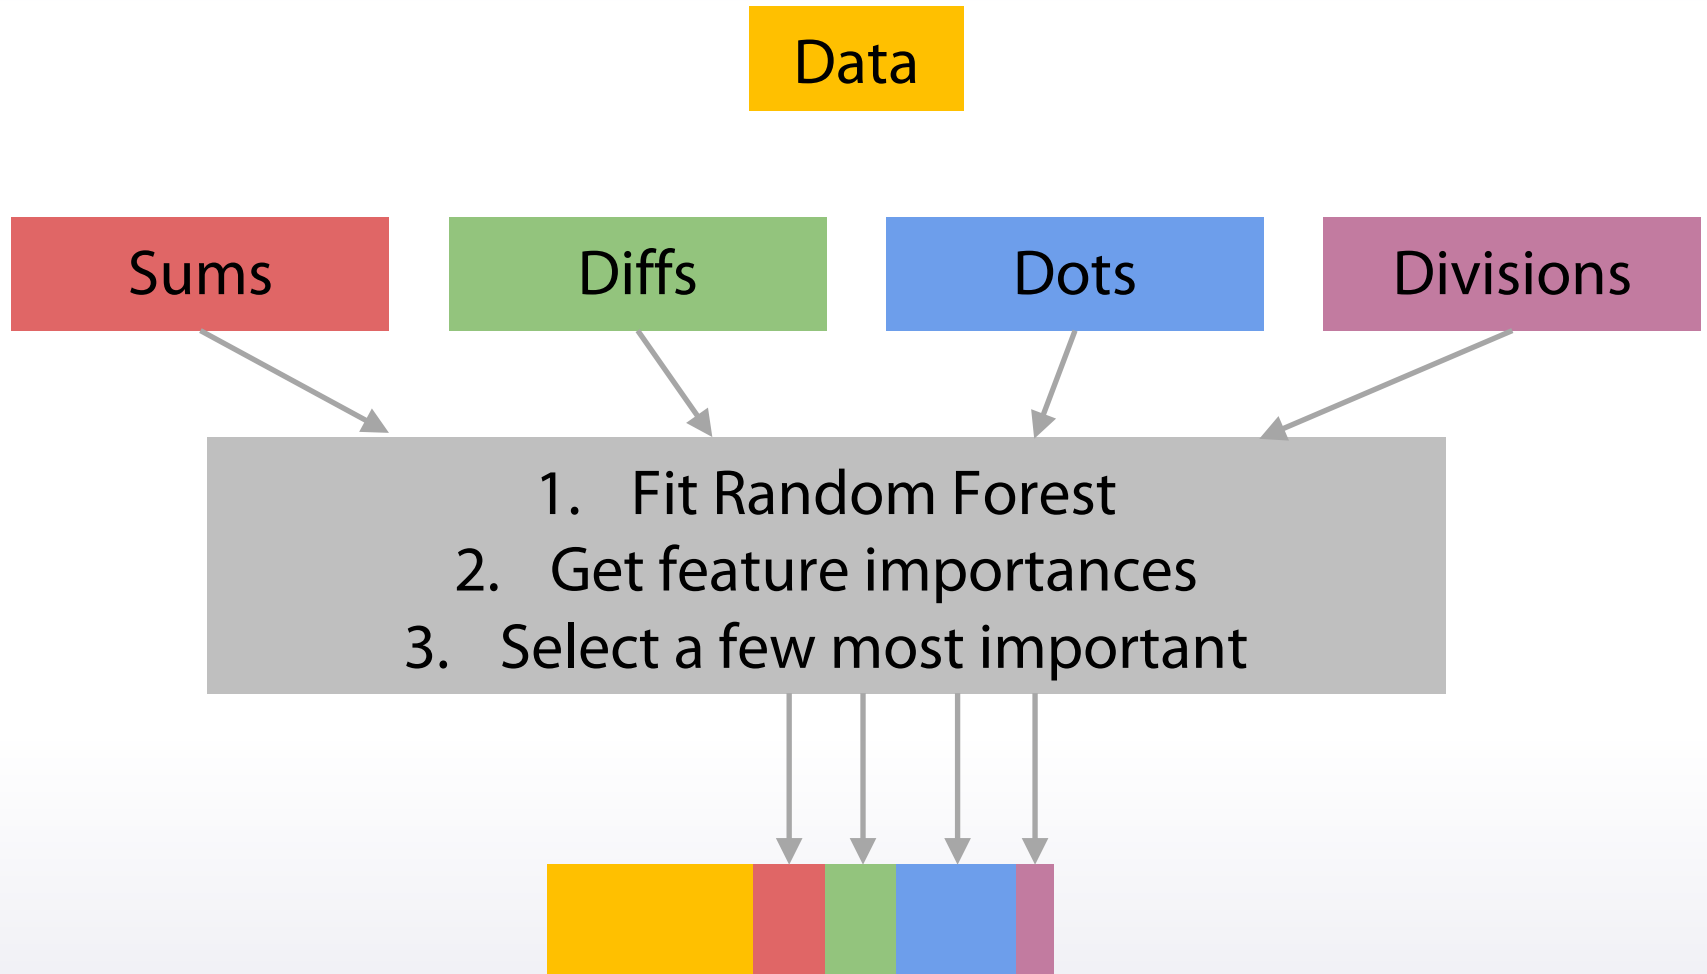 Data
Sums
Diffs
Dots
Divisions
1. Fit Random Forest
2. Get feature importances
3. Select a few most important